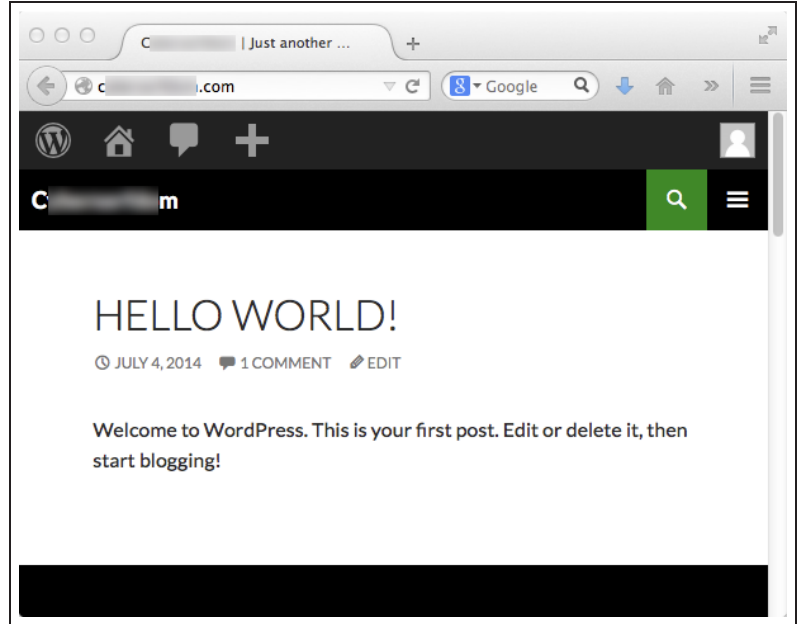 C | Just another ...
c .com
Google
C m
HELLO WORLD!
JULY 4, 2014 1 COMMENT EDIT
Welcome to WordPress. This is your first post. Edit or delete it, then
start blogging!